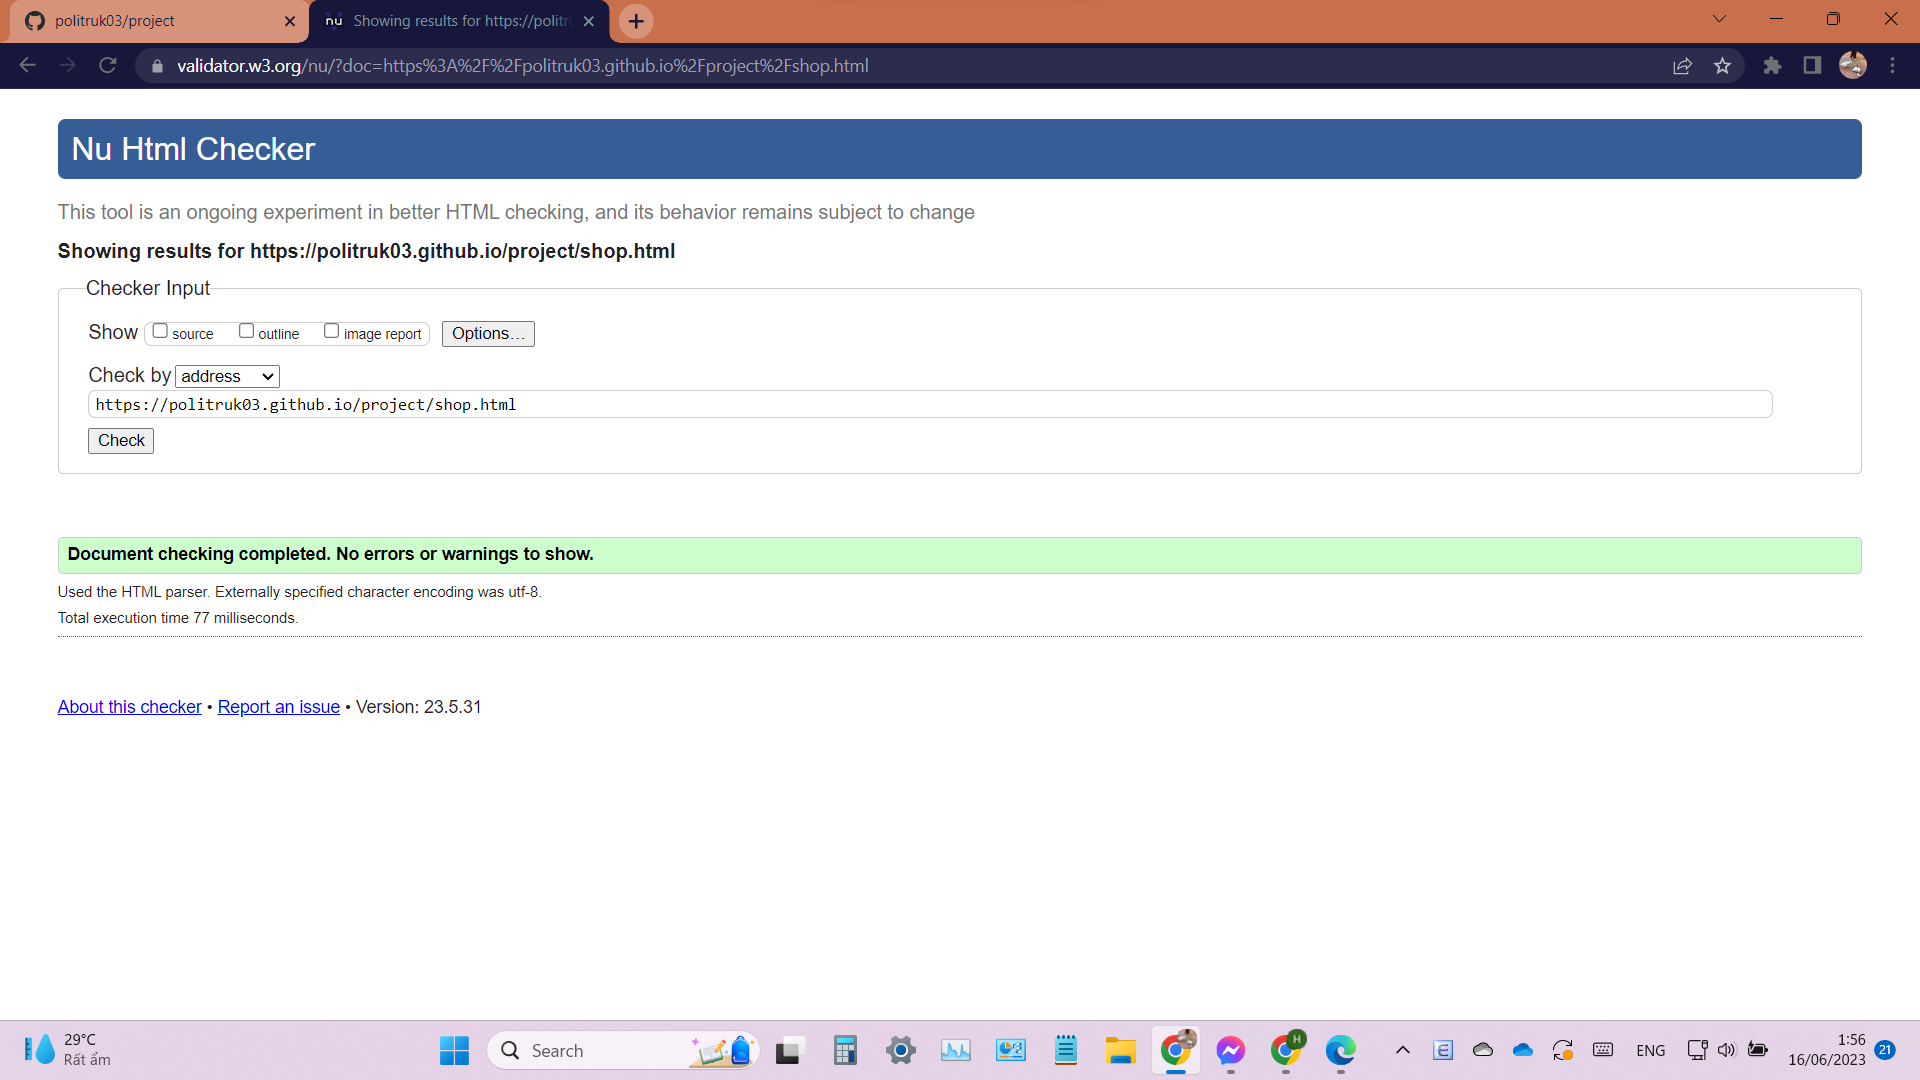 politruk03/project
nu Showing results for https://politru
validator.w3.org/nu/?doc=https%3A%2F%2Fpolitruk03.github.io%2Fproject%2Fshop.html
Nu Html Checker
This tool is an ongoing experiment in better HTML checking, and its behavior remains subject to change
Showing results for https://politruk03.github.io/project/shop.html
Checker Input
Show source outline image report Options...
Check by address
https://politruk03.github.io/project/shop.html
Check
Document checking completed. No errors or warnings to show.
Used the HTML parser. Externally specified character encoding was utf-8.
Total execution time 77 milliseconds.
About this checker • Report an issue • Version: 23.5.31
29°C
Rất ẩm
Search
H
ENG
1:56
16/06/2023
21